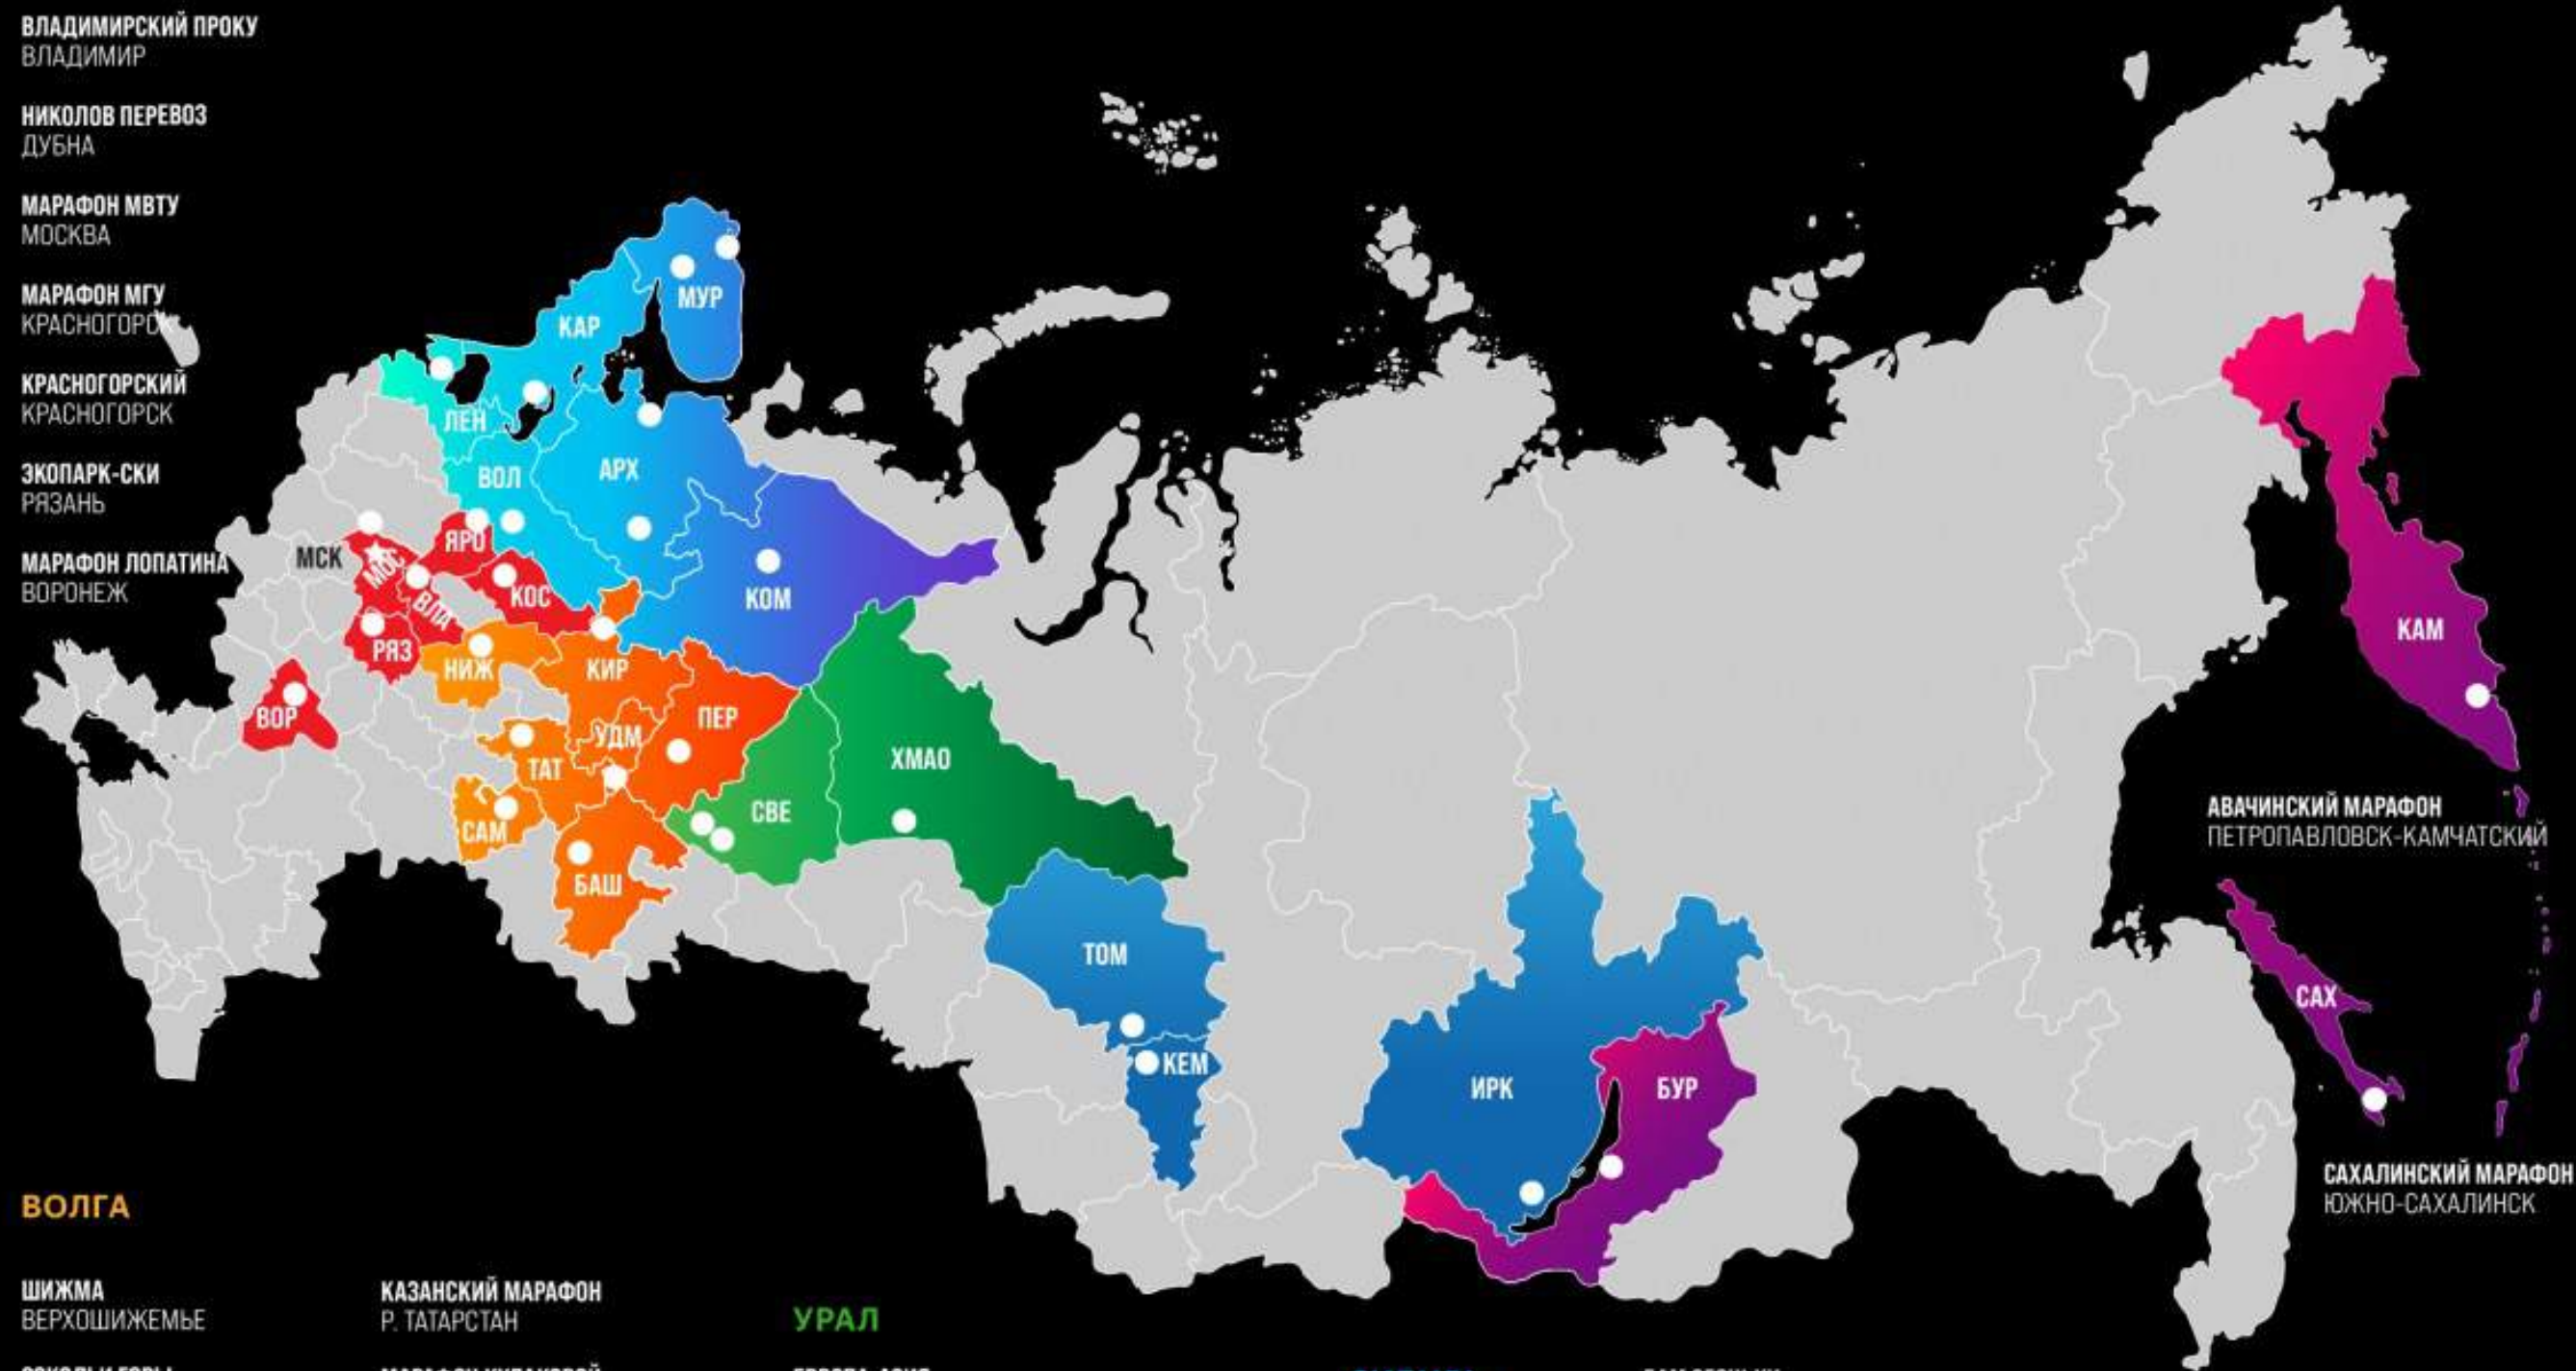 ВЛАДИМИРСКИЙ ПРОКУ
ВЛАДИМИР
НИКОЛОВ ПЕРЕВОЗ
ДУБНА
МАРАФОН МВТУ
МОСКВА
МАРАФОН МГУ
КРАСНОГОРСК
КРАСНОГОРСКИЙ
КРАСНОГОРСК
ЭКОПАРК-СКИ
РЯЗАНЬ
МАРАФОН ЛОПАТИНА
ВОРОНЕЖ
МУР
КАР
ЛЕН
ВОЛ
АРХ
КОМ
МСК
МОС
ЯРО
КОС
ВЛА
РЯЗ
ВОР
НИЖ
КИР
УДМ
ПЕР
ТАТ
САМ
БАШ
СВЕ
ХМАО
ТОМ
КЕМ
ИРК
БУР
КАМ
АВАЧИНСКИЙ МАРАФОН
ПЕТРОПАВЛОВСК-КАМЧАТСКИЙ
САХ
САХАЛИНСКИЙ МАРАФОН
ЮЖНО-САХАЛИНСК
ВОЛГА
ШИЖМА
ВЕРХОШИЖЕМЬЕ
КАЗАНСКИЙ МАРАФОН
Р. ТАТАРСТАН
УРАЛ